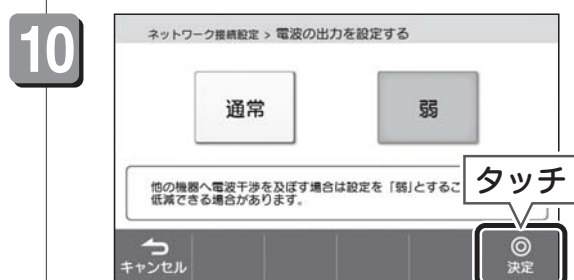 10
ネットワーク接続設定 > 電波の出力を設定する
通常
弱
他の機器へ電波干渉を及ぼす場合は設定を「弱」とするこ
低減できる場合があります。
タッチ
キャンセル
決定